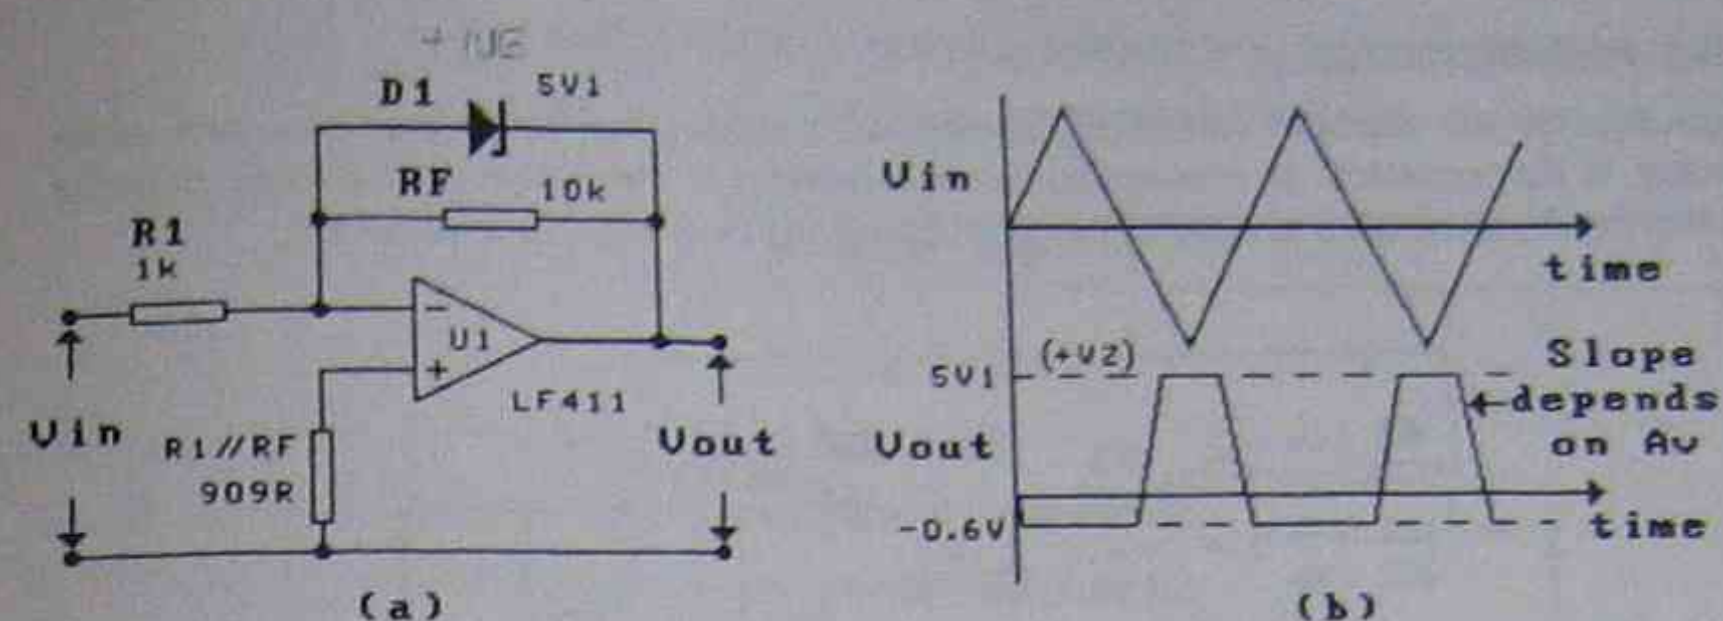 +ıVE
D1
5V1
RF
10k
R1
1k
−
U1
+
LF411
Vin
R1//RF
909R
Vout
(a)
Vin
time
5V1
(+VZ)
Slope
depends
on Av
Vout
-0.6V
time
(b)